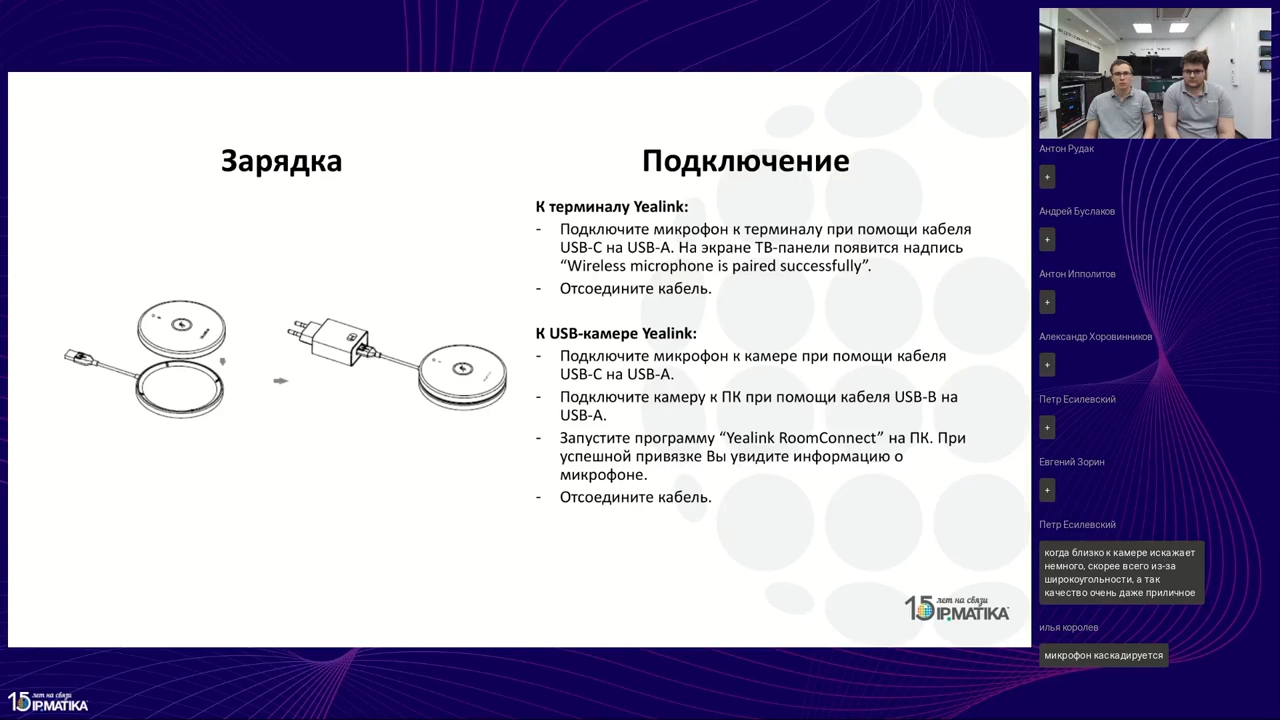 Зарядка
Подключение
К терминалу Yealink:
- Подключите микрофон к терминалу при помощи кабеля
USB-C на USB-A. На экране ТВ-панели появится надпись
“Wireless microphone is paired successfully”.
- Отсоедините кабель.
К USB-камере Yealink:
- Подключите микрофон к камере при помощи кабеля
USB-C на USB-A.
- Подключите камеру к ПК при помощи кабеля USB-B на
USB-A.
- Запустите программу “Yealink RoomConnect” на ПК. При
успешной привязке Вы увидите информацию о
микрофоне.
- Отсоедините кабель.
15 лет на связи
IPMATIKA
15 лет на связи
IPMATIKA
Антон Рудак
+
Андрей Буслаков
+
Антон Ипполитов
+
Александр Хоровинников
+
Петр Есилевский
+
Евгений Зорин
+
Петр Есилевский
когда близко к камере искажает
немного, скорее всего из-за
широкоугольности, а так
качество очень даже приличное
илья королев
микрофон каскадируется